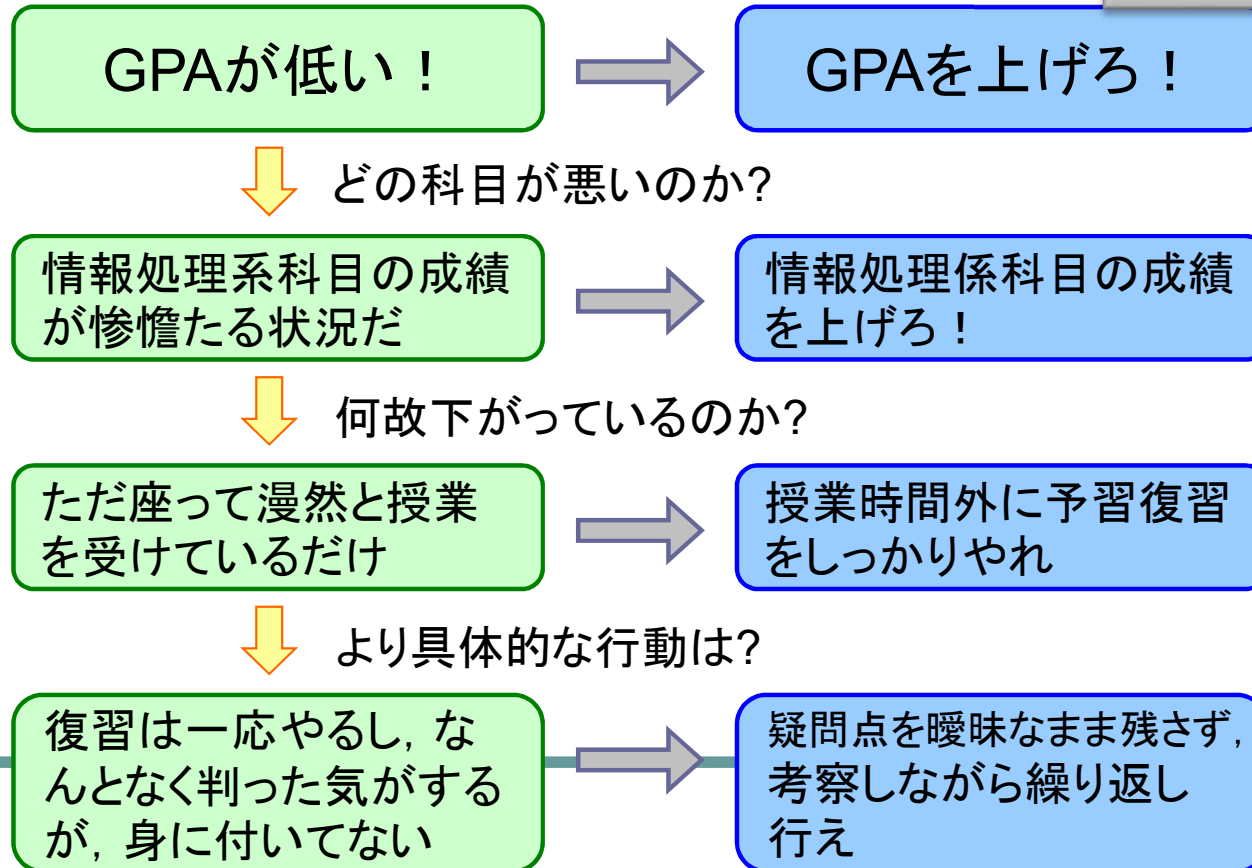 GPAが低い！
GPAを上げろ！
どの科目が悪いのか?
情報処理系科目の成績
が惨憺たる状況だ
情報処理係科目の成績
を上げろ！
何故下がっているのか?
ただ座って漫然と授業
を受けているだけ
授業時間外に予習復習
をしっかりやれ
より具体的な行動は?
復習は一応やるし，な
んとなく判った気がする
が，身に付いてない
疑問点を曖昧なまま残さず，
考察しながら繰り返し
行え